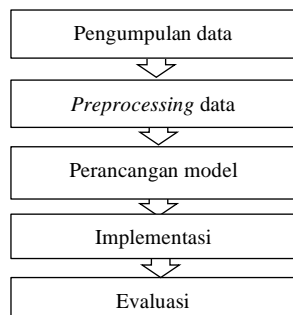 Pengumpulan data
Preprocessing data
Perancangan model
Implementasi
Evaluasi